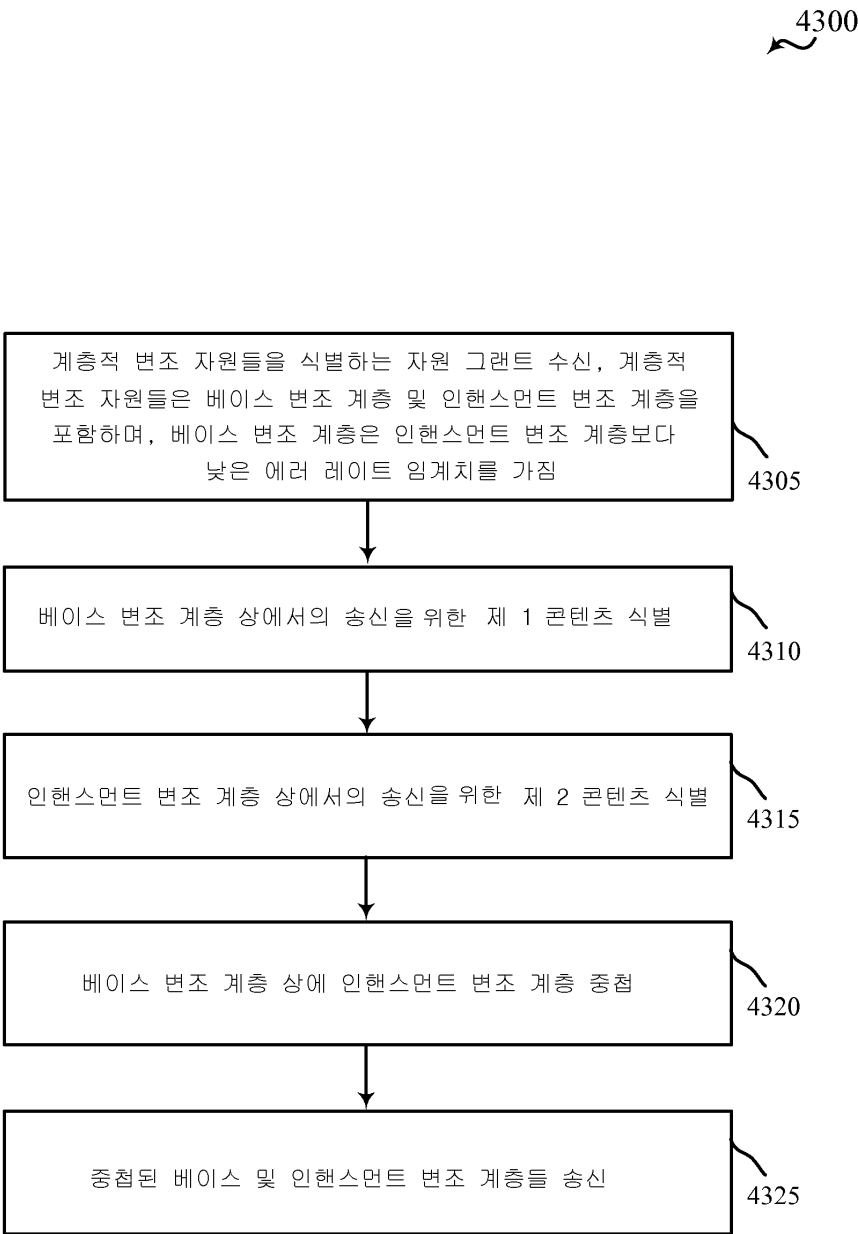 4300
계층적 변조 자원들을 식별하는 자원 그랜트 수신, 계층적
변조 자원들은 베이스 변조 계층 및 인핸스먼트 변조 계층을
포함하며, 베이스 변조 계층은 인핸스먼트 변조 계층보다
낮은 에러 레이트 임계치를 가짐
4305
베이스 변조 계층 상에서의 송신을 위한 제 1 콘텐츠 식별
4310
인핸스먼트 변조 계층 상에서의 송신을 위한 제 2 콘텐츠 식별
4315
베이스 변조 계층 상에 인핸스먼트 변조 계층 중첩
4320
중첩된 베이스 및 인핸스먼트 변조 계층들 송신
4325